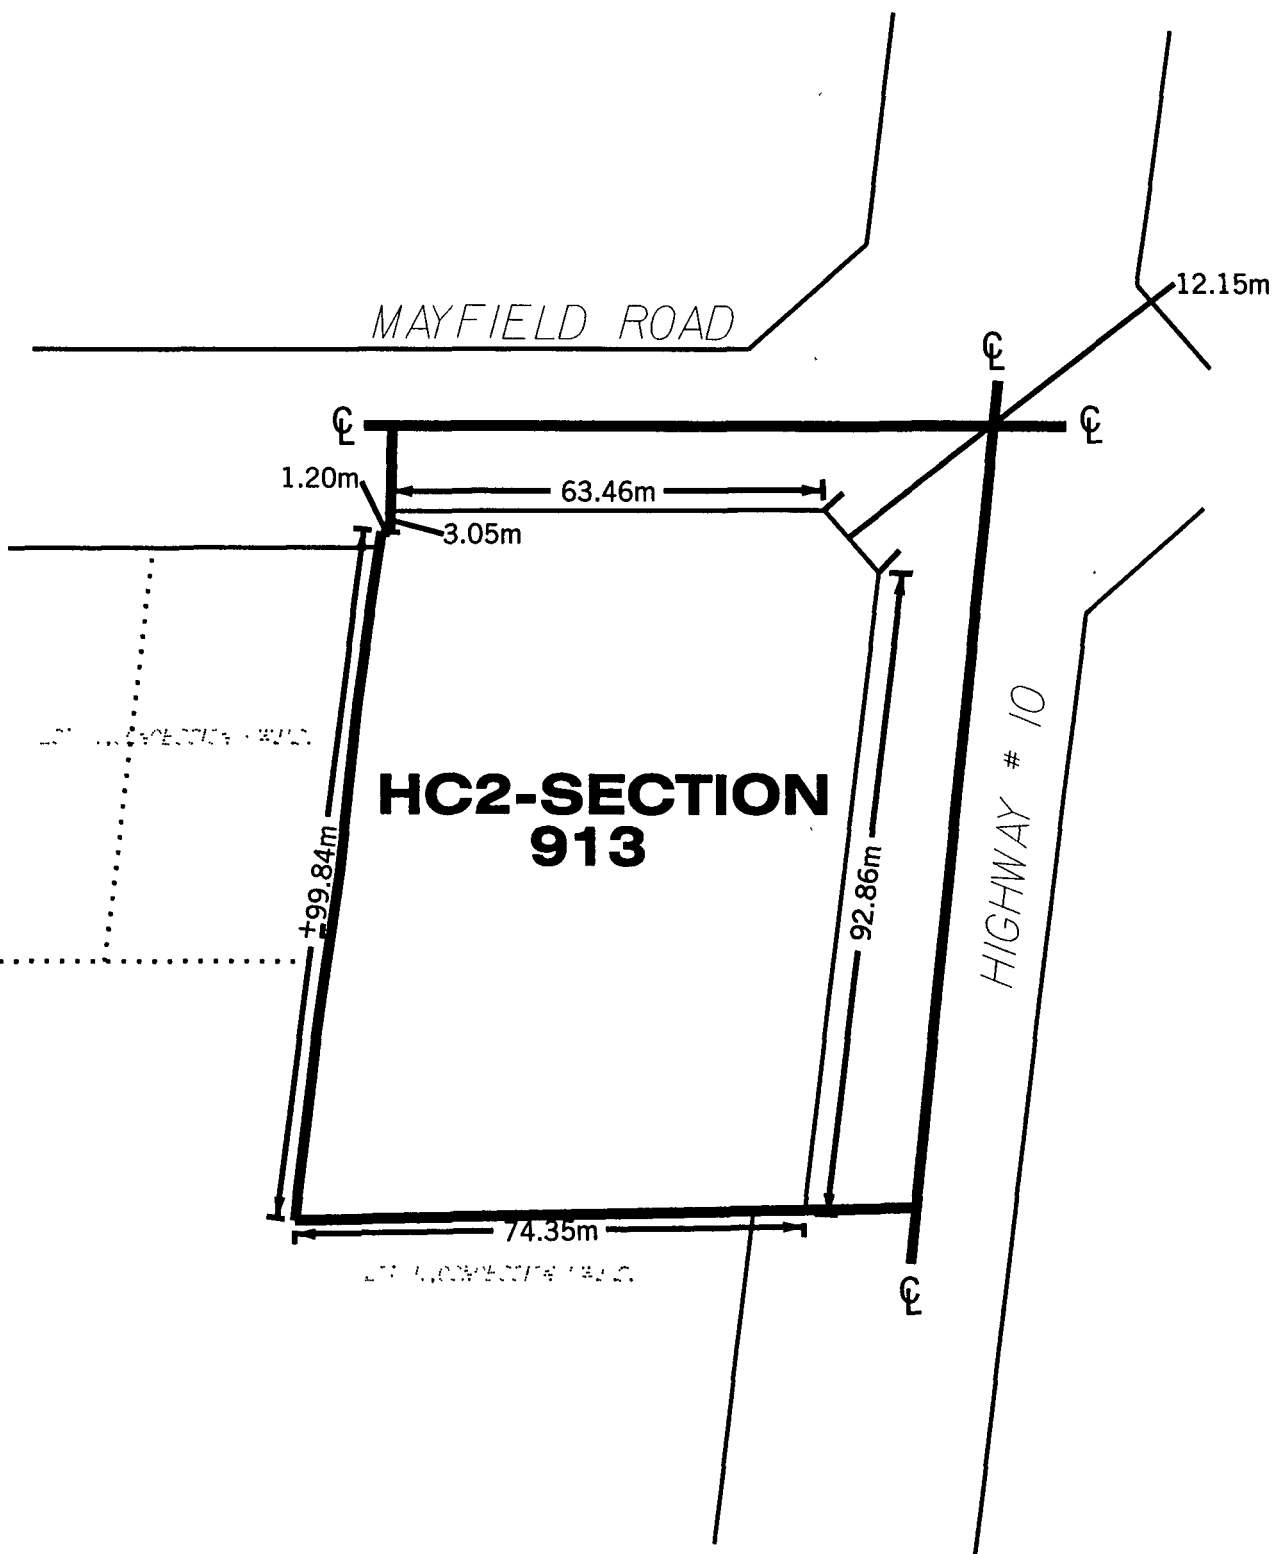 12.15m
MAYFIELD ROAD
℄
℄
℄
1.20m
63.46m
3.05m
HIGHWAY # 10
HC2-SECTION
913
±99.84m
92.86m
74.35m
℄